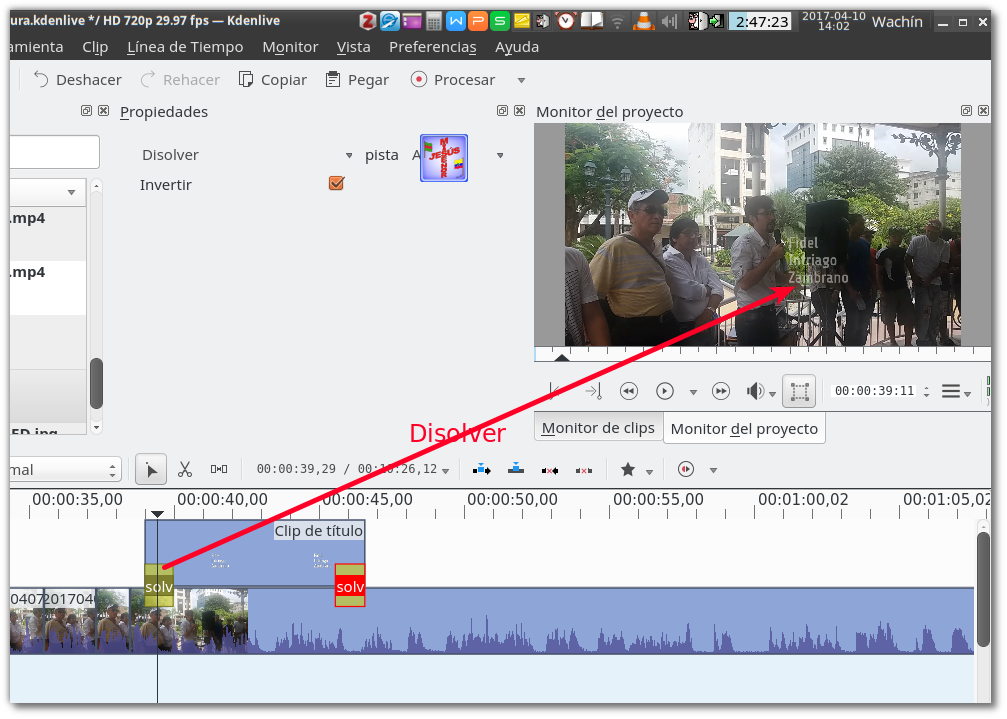 ura.kdenlive */ HD 720p 29.97 fps — Kdenlive
2:47:23
2017-04-10
14:02
Wachín
amienta Clip Línea de Tiempo Monitor Vista Preferencias Ayuda
Deshacer Rehacer Copiar Pegar Procesar
Propiedades
Monitor del proyecto
Disolver pista A
JESÚS
Invertir
.mp4
.mp4
ED.jpg
Fidel
Intriago
Zambrano
00:00:39:11
Monitor de clips Monitor del proyecto
Disolver
mal
00:00:39,29 / 00:10:26,12
00:00:35,00 00:00:40,00 00:00:45,00 00:00:50,00 00:00:55,00 00:01:00,02 00:01:05,02
Clip de título
solv solv
0407 2017040